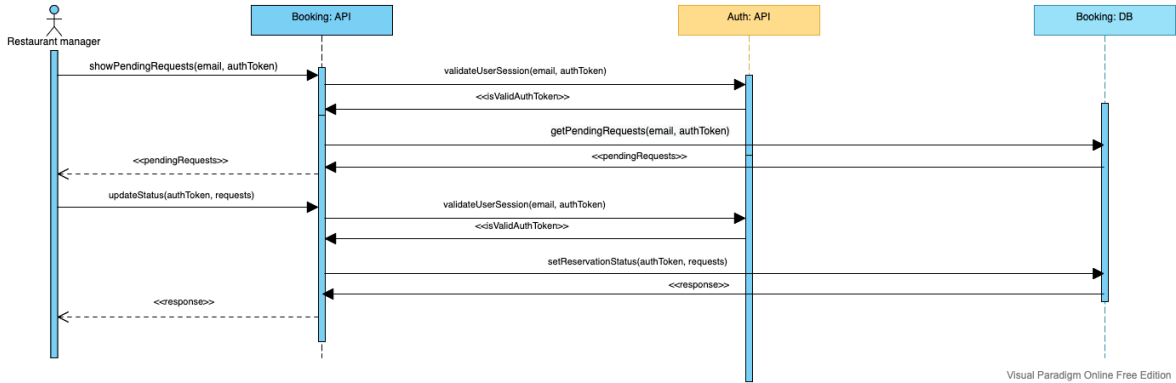 Booking: API
Auth: API
Booking: DB
Restaurant manager
showPendingRequests(email, authToken)
validateUserSession(email, authToken)
<<isValidAuthToken>>
getPendingRequests(email, authToken)
<<pendingRequests>>
<<pendingRequests>>
updateStatus(authToken, requests)
validateUserSession(email, authToken)
<<isValidAuthToken>>
setReservationStatus(authToken, requests)
<<response>>
<<response>>
Visual Paradigm Online Free Edition